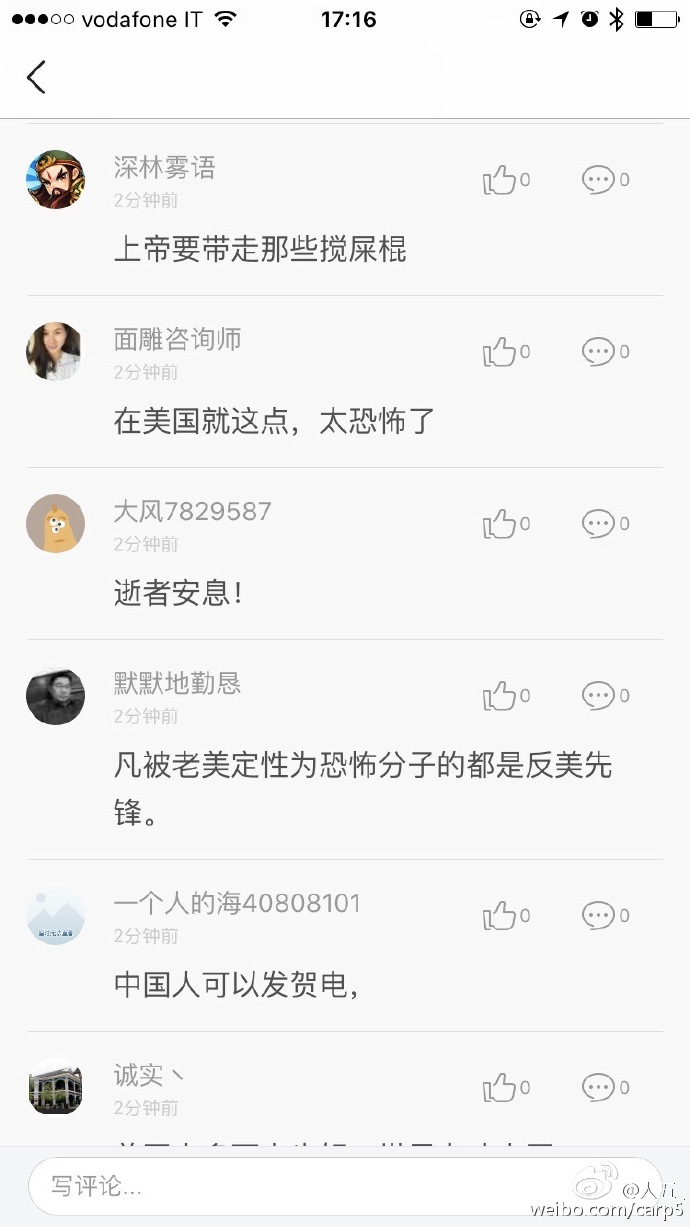 vodafone IT
17:16
深林雾语
0
0
2分钟前
上帝要带走那些搅屎棍
面雕咨询师
0
0
2分钟前
在美国就这点，太恐怖了
大风7829587
0
0
2分钟前
逝者安息！
默默地勤恳
0
0
2分钟前
凡被老美定性为恐怖分子的都是反美先
锋。
一个人的海40808101
0
0
2分钟前
中国人可以发贺电，
诚实丶
0
0
2分钟前
写评论...
weibo.com/carp5